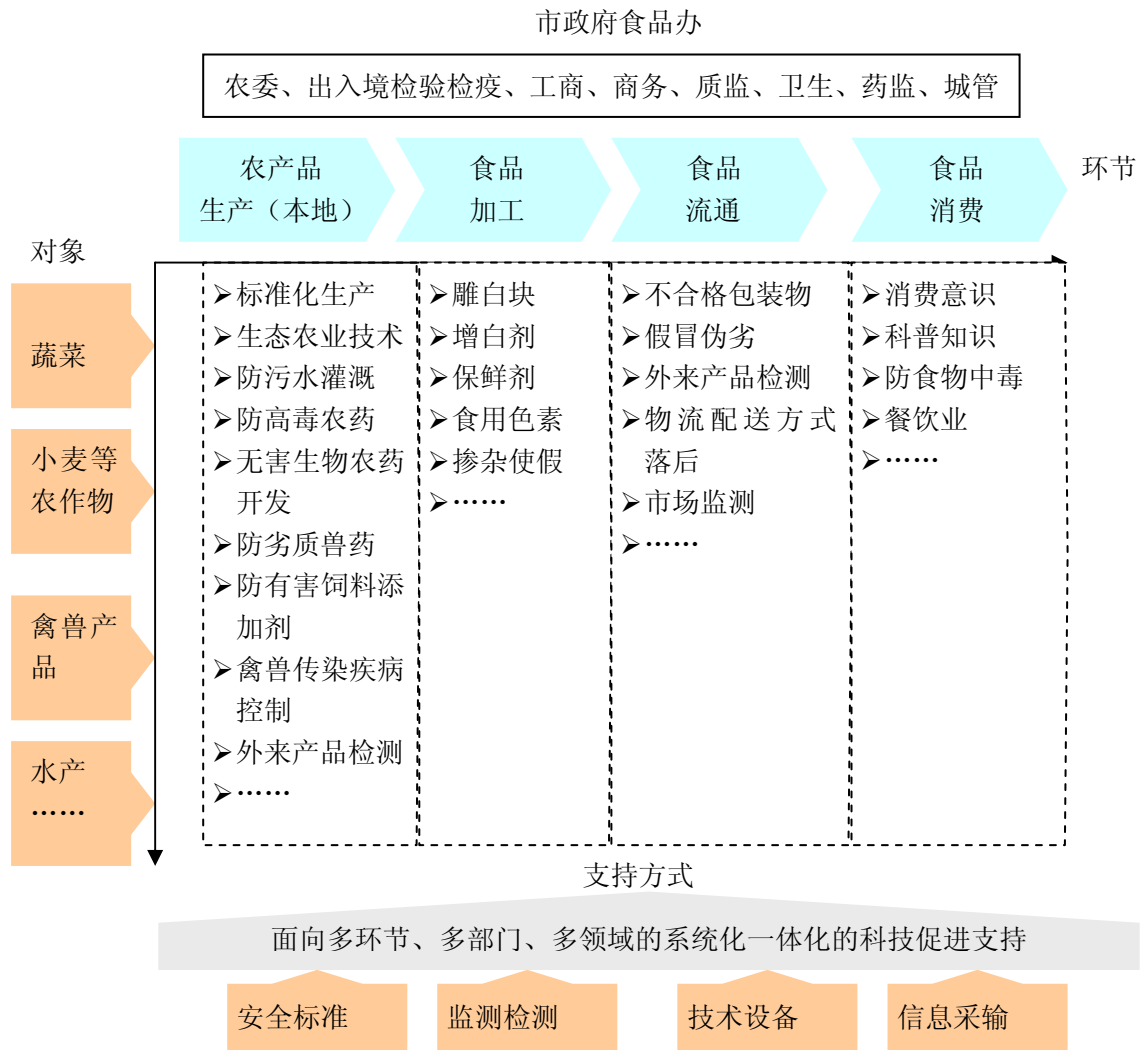 市政府食品办
农委、出入境检验检疫、工商、商务、质监、卫生、药监、城管
农产品
生产（本地）
食品
加工
食品
流通
食品
消费
环节
对象
蔬菜
小麦等
农作物
禽兽产
品
水产
……
➢标准化生产
➢生态农业技术
➢防污水灌溉
➢防高毒农药
➢无害生物农药
开发
➢防劣质兽药
➢防有害饲料添
加剂
➢禽兽传染疾病
控制
➢外来产品检测
➢……
➢雕白块
➢增白剂
➢保鲜剂
➢食用色素
➢掺杂使假
➢……
➢不合格包装物
➢假冒伪劣
➢外来产品检测
➢物流配送方式
落后
➢市场监测
➢……
➢消费意识
➢科普知识
➢防食物中毒
➢餐饮业
➢……
支持方式
面向多环节、多部门、多领域的系统化一体化的科技促进支持
安全标准
监测检测
技术设备
信息采输